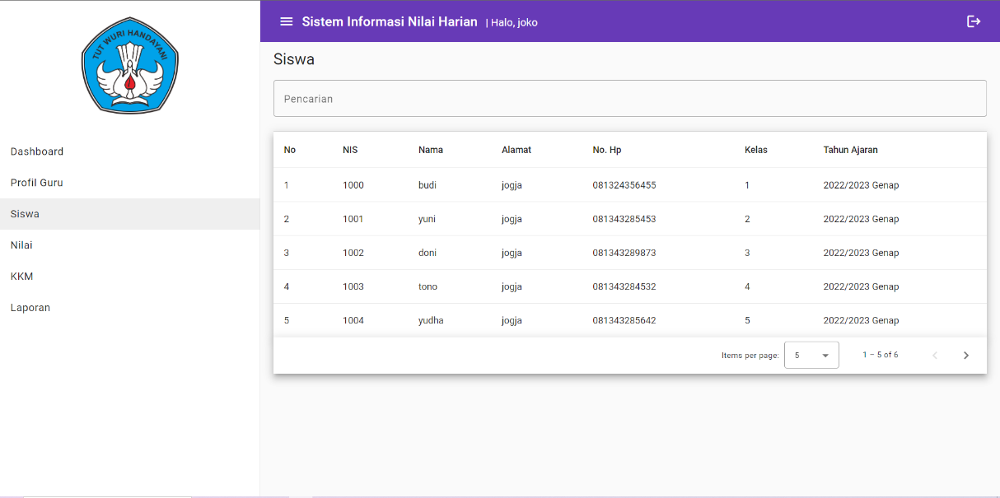 TUT WURI HANDAYANI
Dashboard
Profil Guru
Siswa
Nilai
KKM
Laporan
Sistem Informasi Nilai Harian | Halo, joko
Siswa
Pencarian
No NIS Nama Alamat No. Hp Kelas Tahun Ajaran
1 1000 budi jogja 081324356455 1 2022/2023 Genap
2 1001 yuni jogja 081343285453 2 2022/2023 Genap
3 1002 doni jogja 081343289873 3 2022/2023 Genap
4 1003 tono jogja 081343284532 4 2022/2023 Genap
5 1004 yudha jogja 081343285642 5 2022/2023 Genap
Items per page: 5 1 – 5 of 6